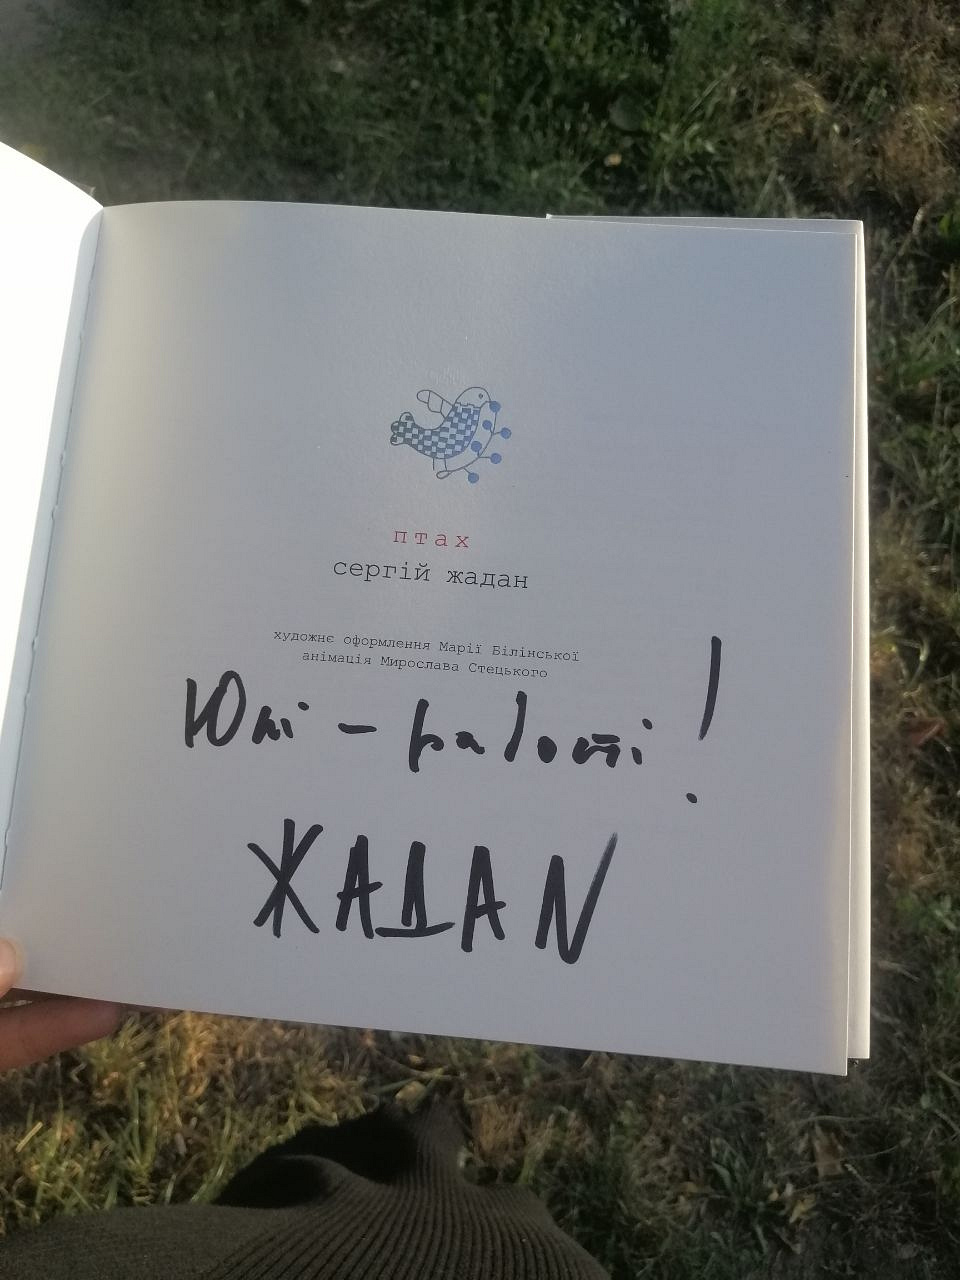 птах
сергій жадан
художнє оформлення Марії Білінської
анімація Мирослава Стецького
Юлі — радості!
ЖАДАN